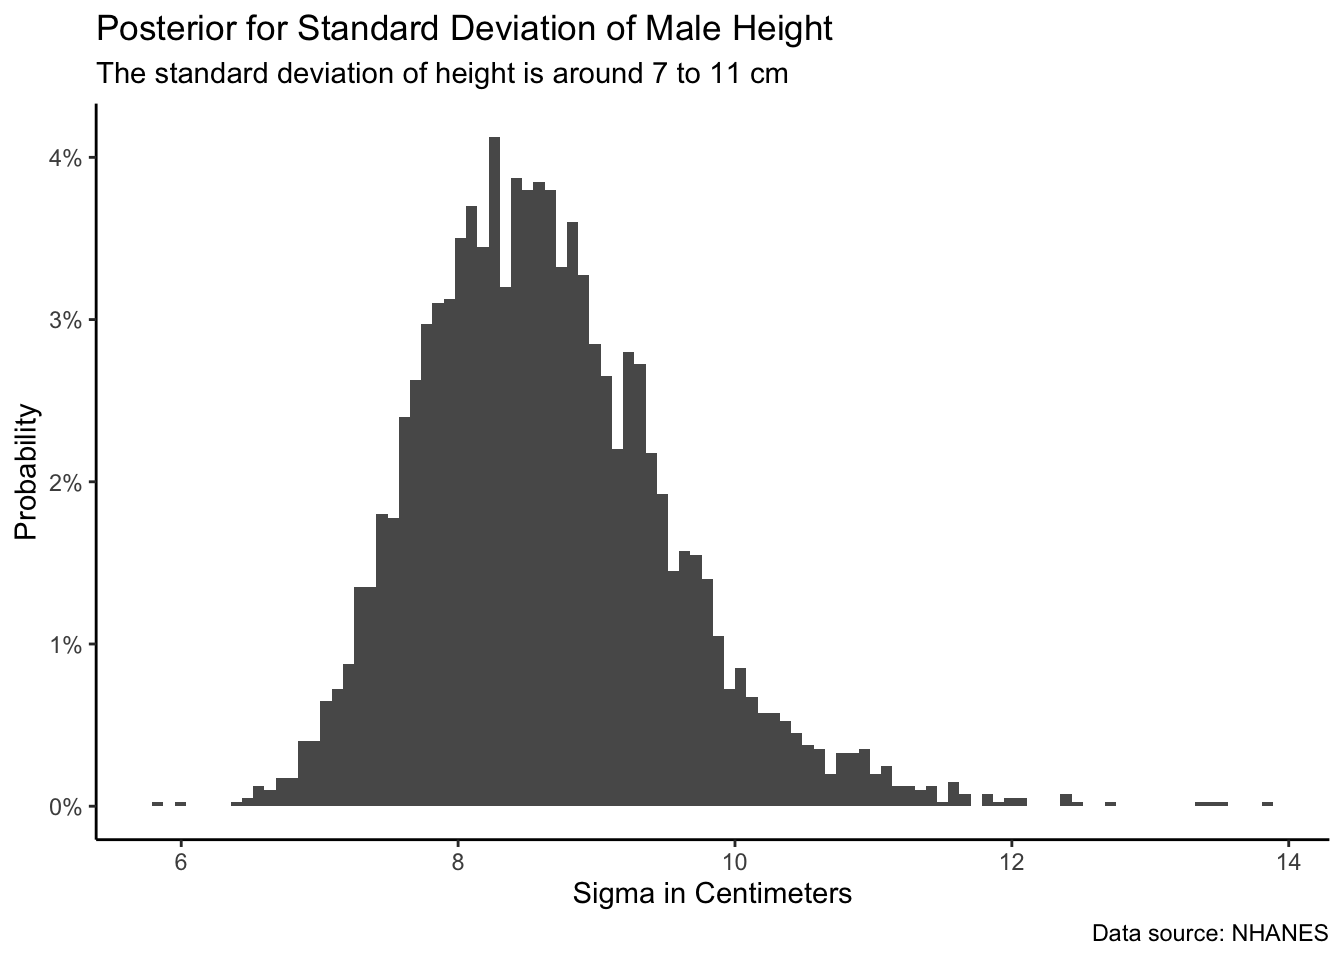 Posterior for Standard Deviation of Male Height
The standard deviation of height is around 7 to 11 cm
4%
3%
2%
1%
0%
Probability
6 8 10 12 14
Sigma in Centimeters
Data source: NHANES